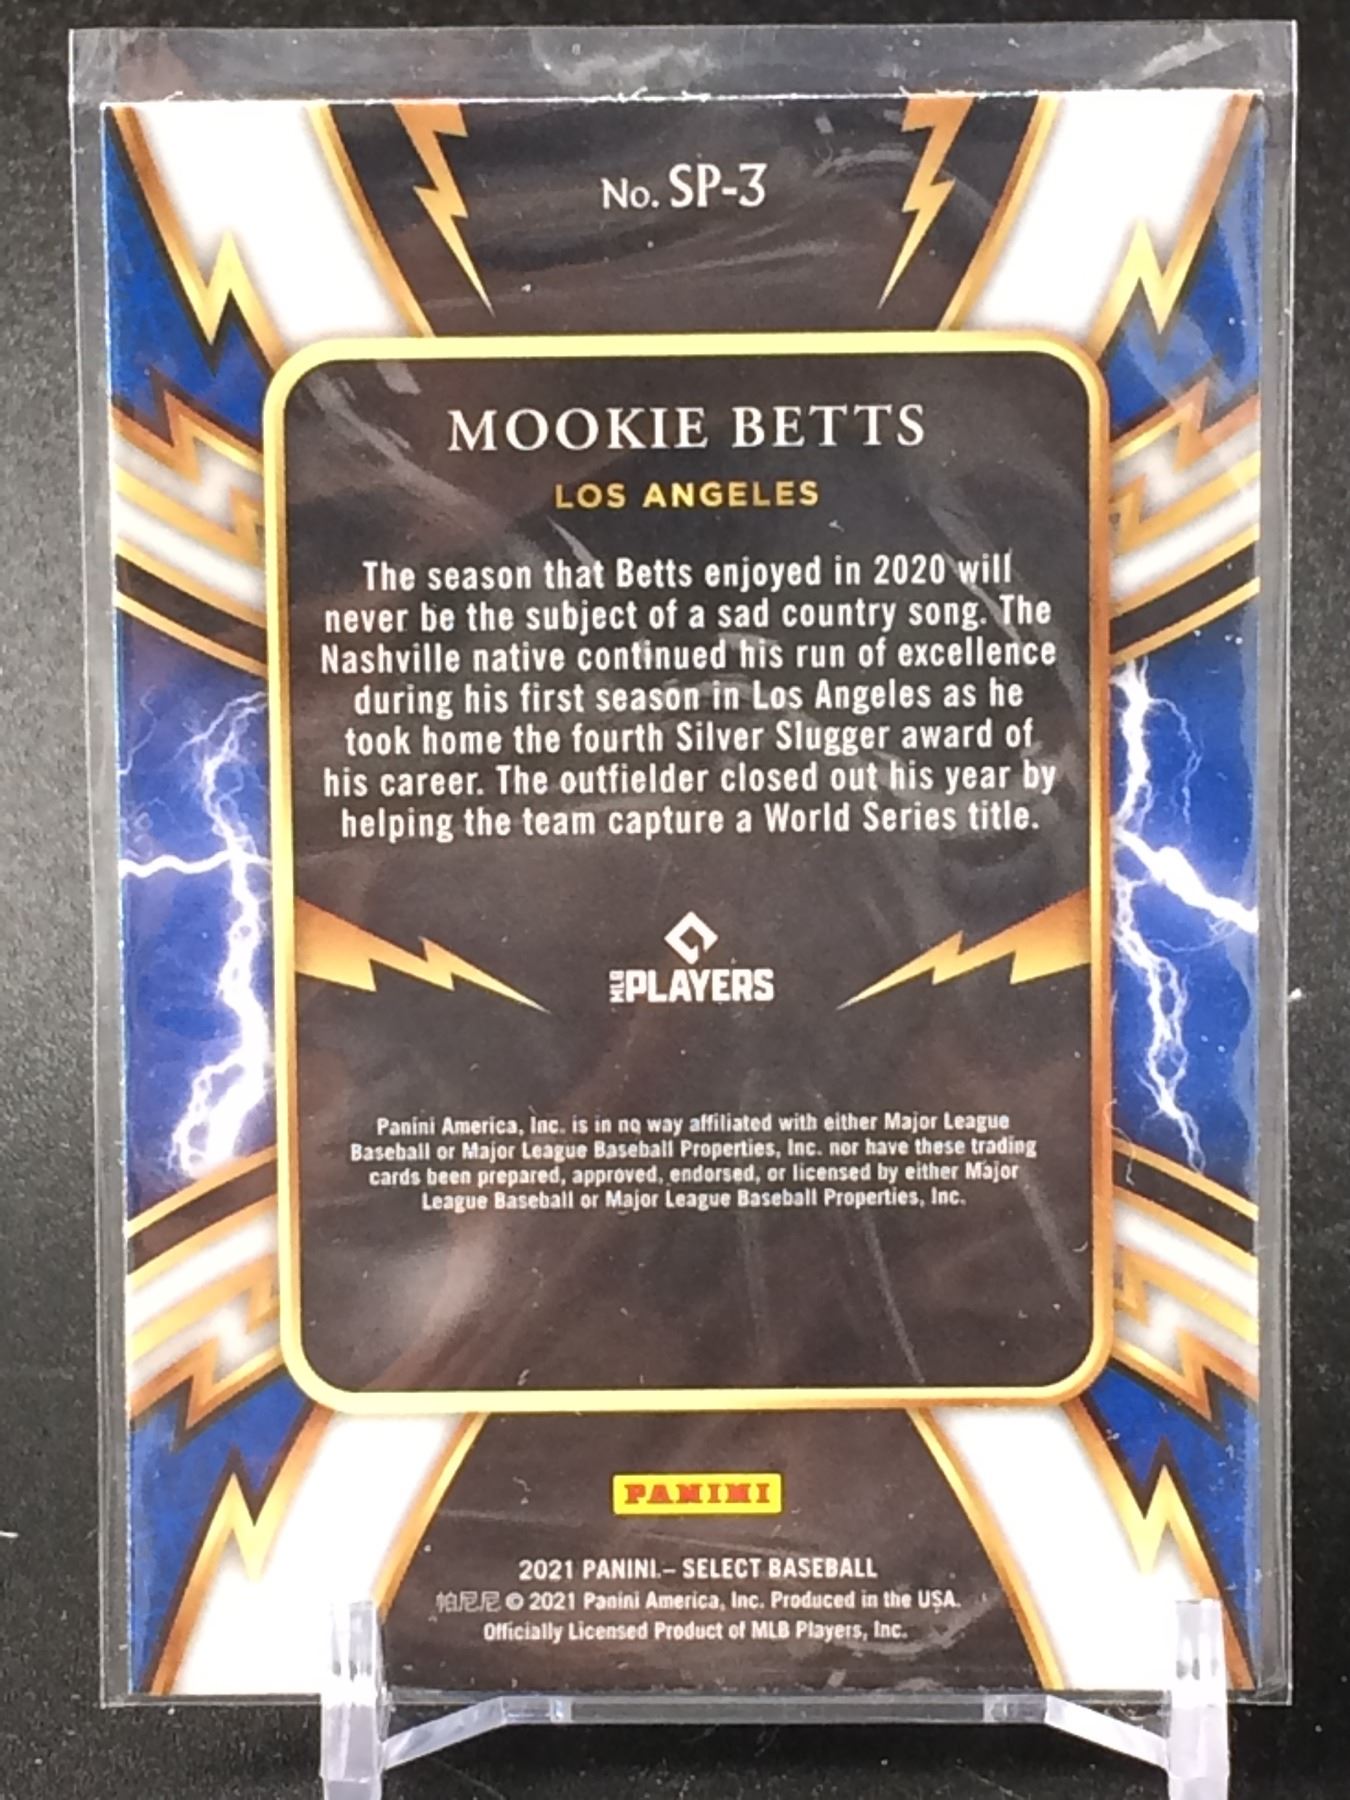 No. SP-3
MOOKIE BETTS
LOS ANGELES
The season that Betts enjoyed in 2020 will
never be the subject of a sad country song. The
Nashville native continued his run of excellence
during his first season in Los Angeles as he
took home the fourth Silver Slugger award of
his career. The outfielder closed out his year by
helping the team capture a World Series title.
MLB PLAYERS
Panini America, Inc. is in no way affiliated with either Major League
Baseball or Major League Baseball Properties, Inc. nor have these trading
cards been prepared, approved, endorsed, or licensed by either Major
League Baseball or Major League Baseball Properties, Inc.
PANINI
2021 PANINI – SELECT BASEBALL
帕尼尼 © 2021 Panini America, Inc. Produced in the USA.
Officially Licensed Product of MLB Players, Inc.